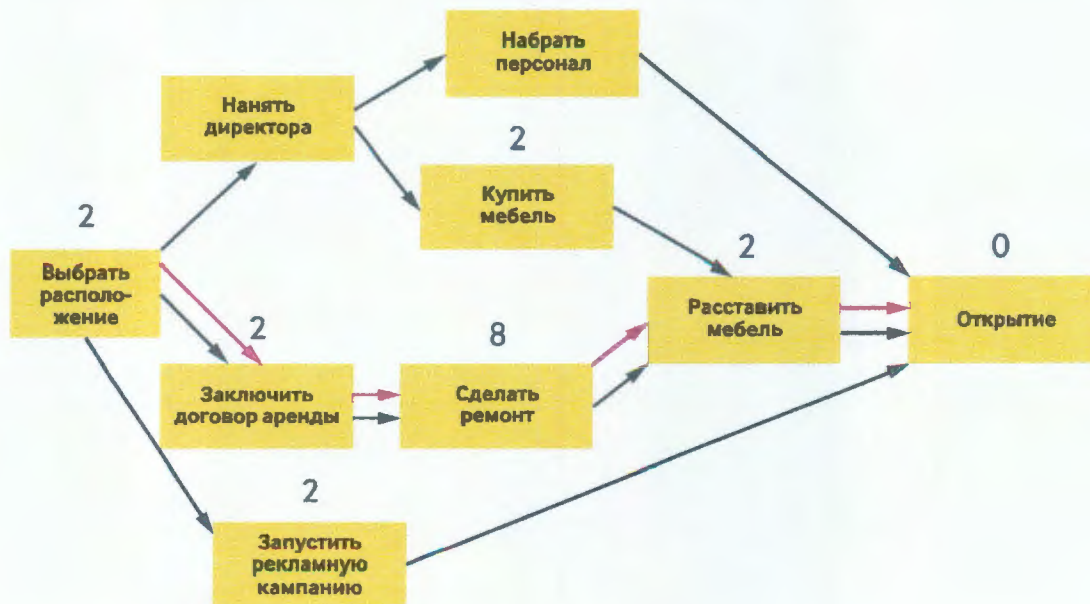 Набрать
персонал
Нанять
директора
2
Купить
мебель
2
Выбрать
располо-
жение
2
Расставить
мебель
0
Открытие
2
Заключить
договор аренды
8
Сделать
ремонт
2
Запустить
рекламную
кампанию